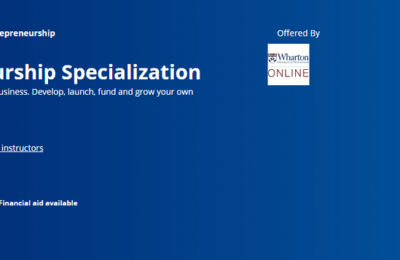 epreneurship
Offered By
Wharton
ONLINE
urship Specialization
usiness. Develop, launch, fund and grow your own
instructors
Financial aid available